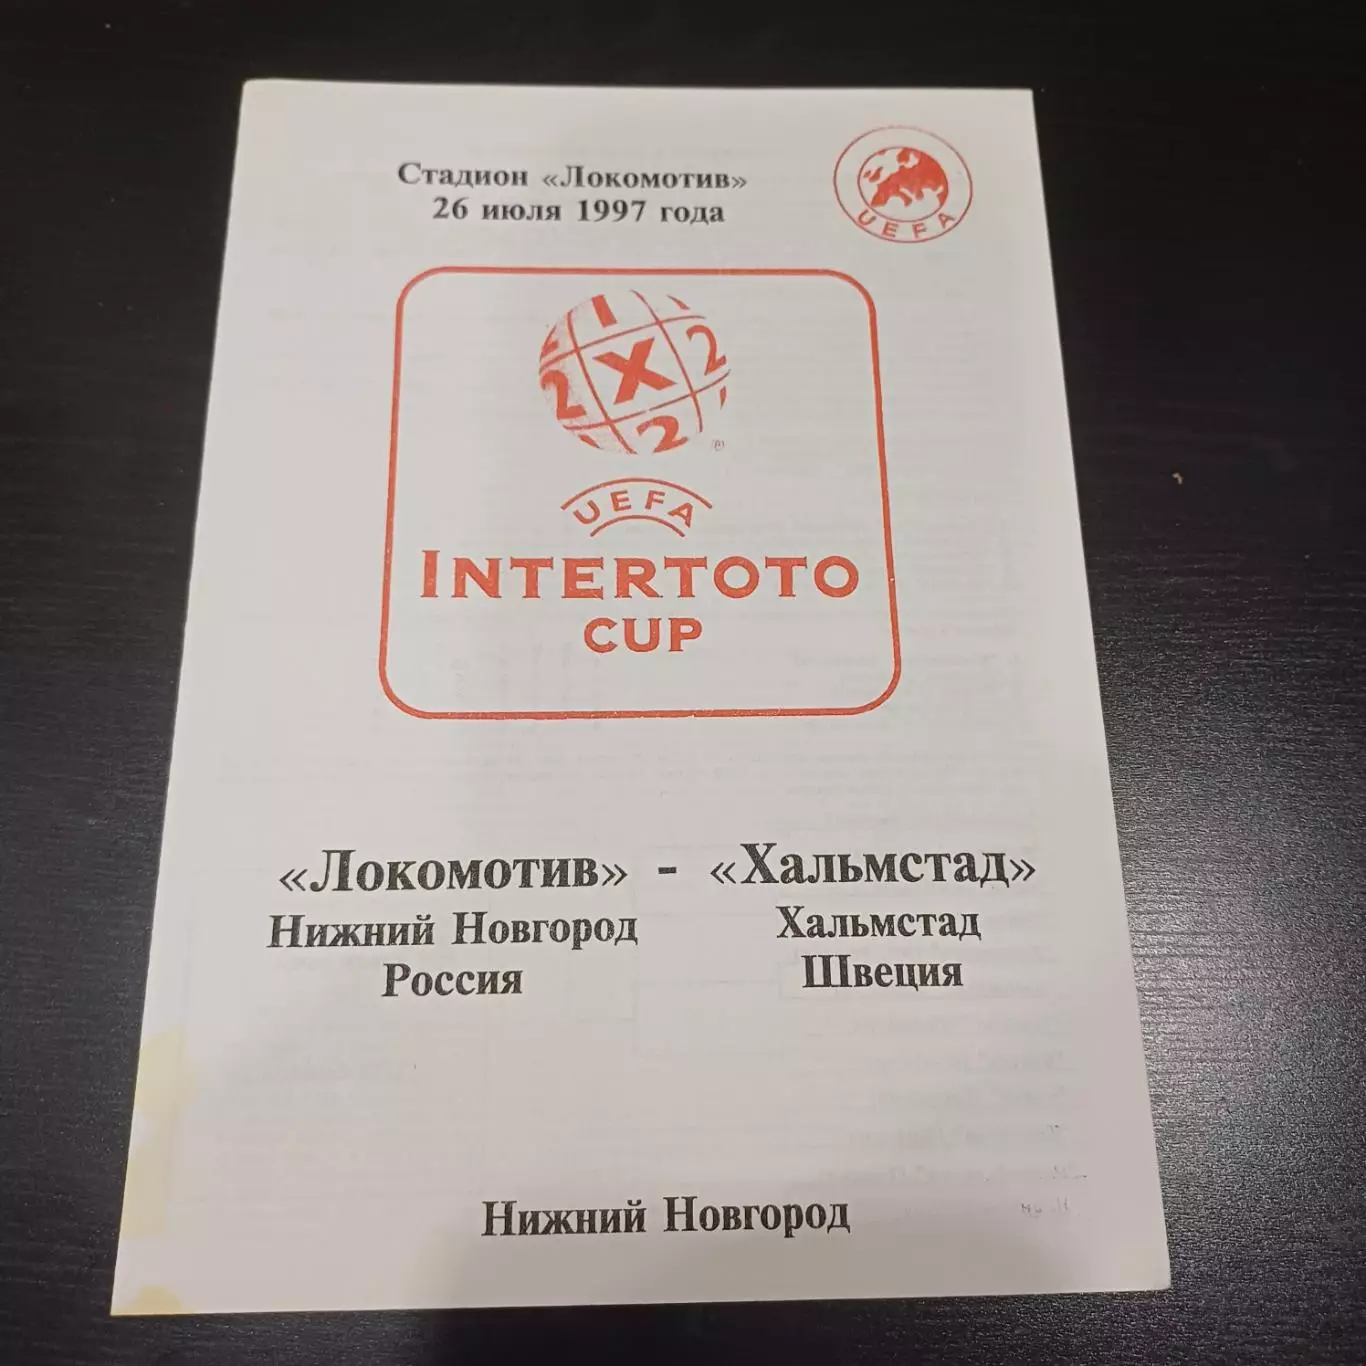 Стадион «Локомотив»
26 июля 1997 года
UEFA
1 1
2 X 2
2
®
UEFA
INTERTOTO
CUP
«Локомотив» - «Хальмстад»
Нижний Новгород
Россия
Хальмстад
Швеция
Нижний Новгород